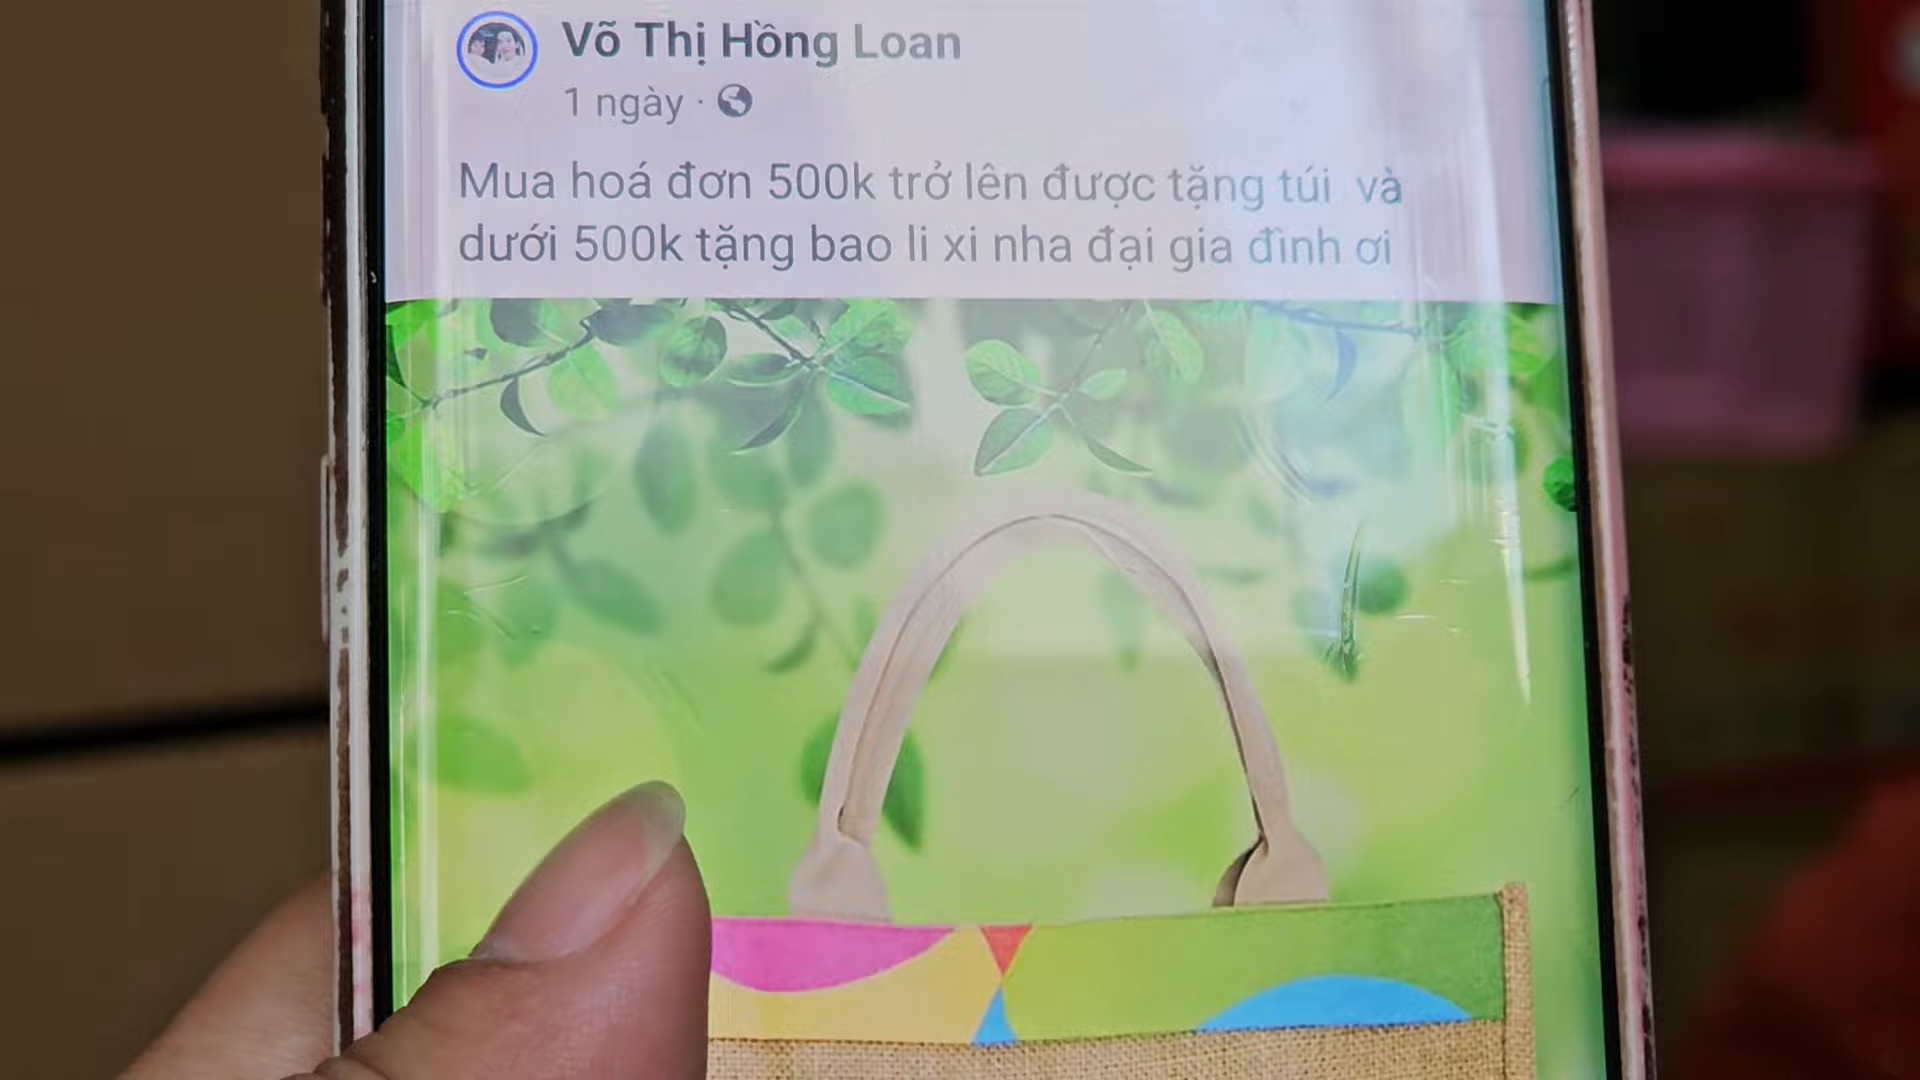 Võ Thị Hồng Loan
1 ngày ·
Mua hoá đơn 500k trở lên được tặng túi và
dưới 500k tặng bao li xi nha đại gia đình ơi